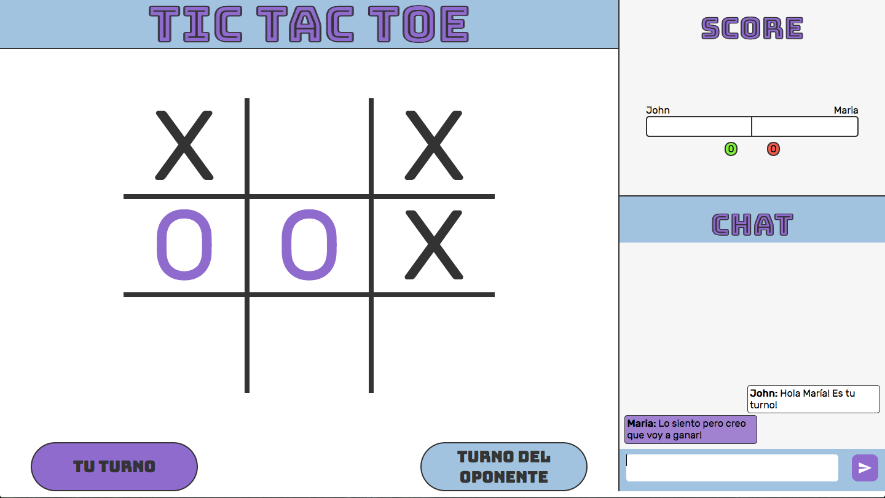 TIC TAC TOE
X X
O O X
TU TURNO
TURNO DEL
OPONENTE
SCORE
John Maria
0 0
CHAT
John: Hola María! Es tu
turno!
Maria: Lo siento pero creo
que voy a ganar!